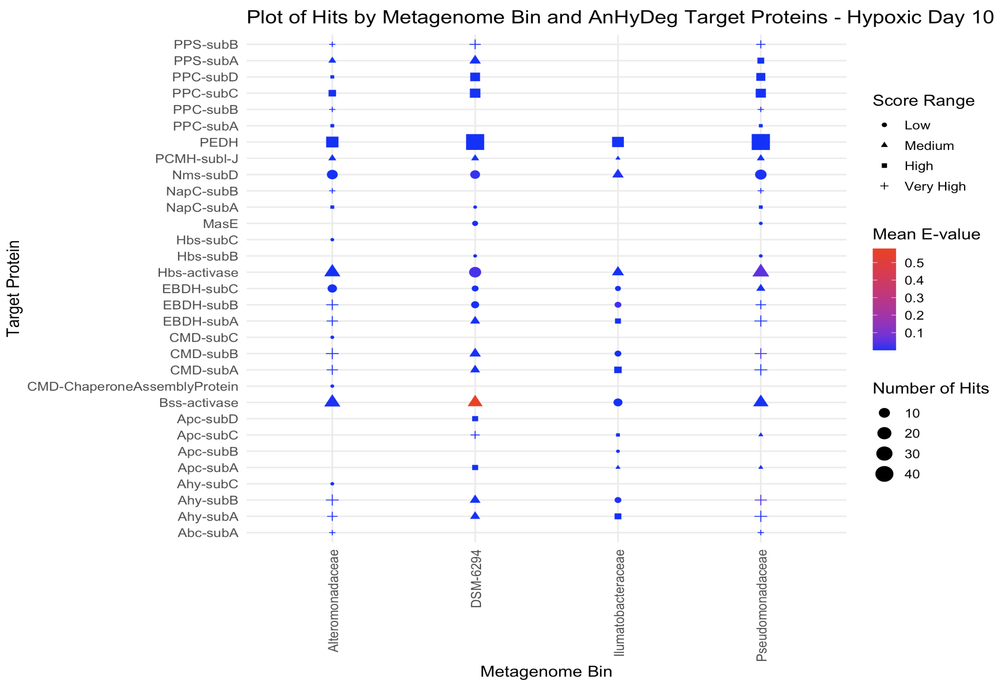 Plot of Hits by Metagenome Bin and AnHyDeg Target Proteins - Hypoxic Day 10
Target Protein
PPS-subB
PPS-subA
PPC-subD
PPC-subC
PPC-subB
PPC-subA
PEDH
PCMH-subI-J
Nms-subD
NapC-subB
NapC-subA
MasE
Hbs-subC
Hbs-subB
Hbs-activase
EBDH-subC
EBDH-subB
EBDH-subA
CMD-subC
CMD-subB
CMD-subA
CMD-ChaperoneAssemblyProtein
Bss-activase
Apc-subD
Apc-subC
Apc-subB
Apc-subA
Ahy-subC
Ahy-subB
Ahy-subA
Abc-subA
Alteromonadaceae
DSM-6294
Ilumatobacteraceae
Pseudomonadaceae
Metagenome Bin
Score Range
Low
Medium
High
Very High
Mean E-value
0.5
0.4
0.3
0.2
0.1
Number of Hits
10
20
30
40